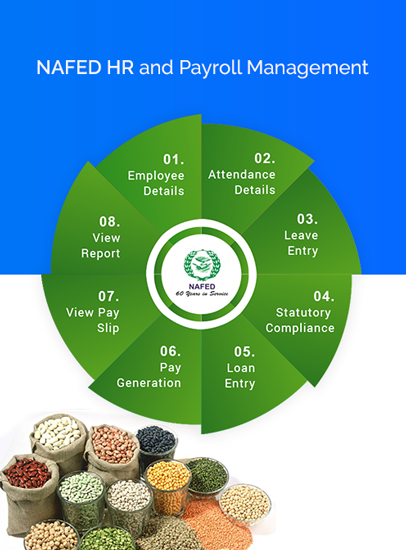 NAFED HR and Payroll Management
01.
Employee
Details
02.
Attendance
Details
03.
Leave
Entry
04.
Statutory
Compliance
05.
Loan
Entry
06.
Pay
Generation
07.
View Pay
Slip
08.
View
Report
NAFED
60 Years in Service